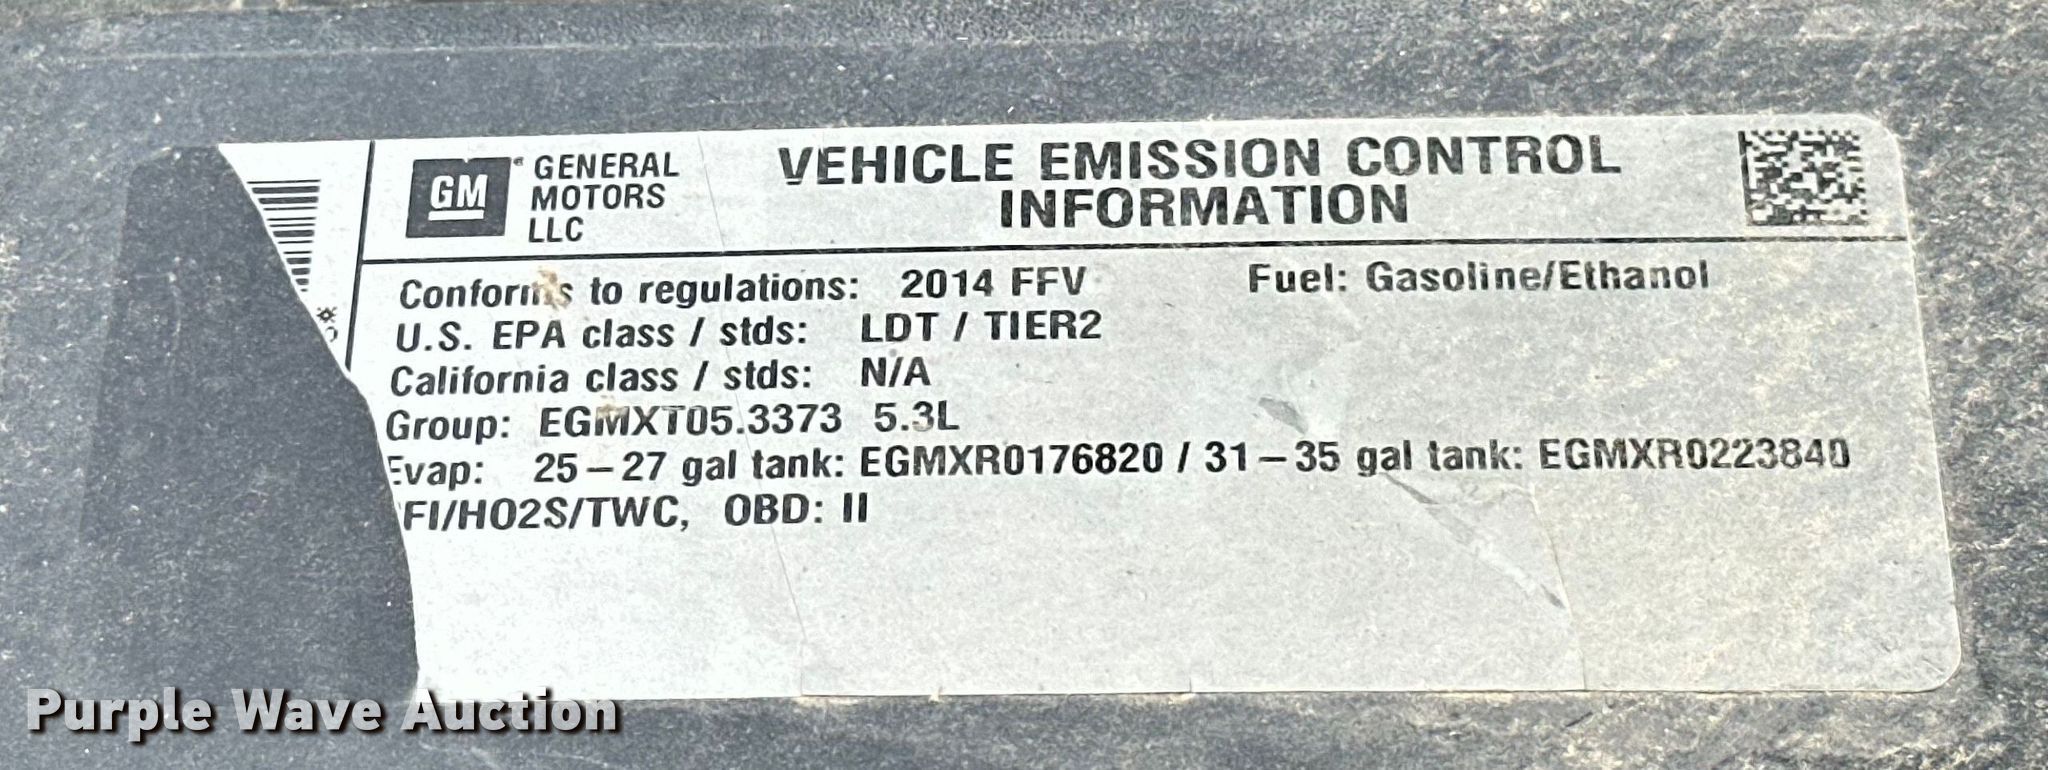 GM
GENERAL
MOTORS
LLC
VEHICLE EMISSION CONTROL
INFORMATION
Conforms to regulations: 2014 FFV Fuel: Gasoline/Ethanol
U.S. EPA class / stds: LDT / TIER2
California class / stds: N/A
Group: EGMXT05.3373 5.3L
Evap: 25–27 gal tank: EGMXR0176820 / 31–35 gal tank: EGMXR0223840
FI/HO2S/TWC, OBD: II
Purple Wave Auction